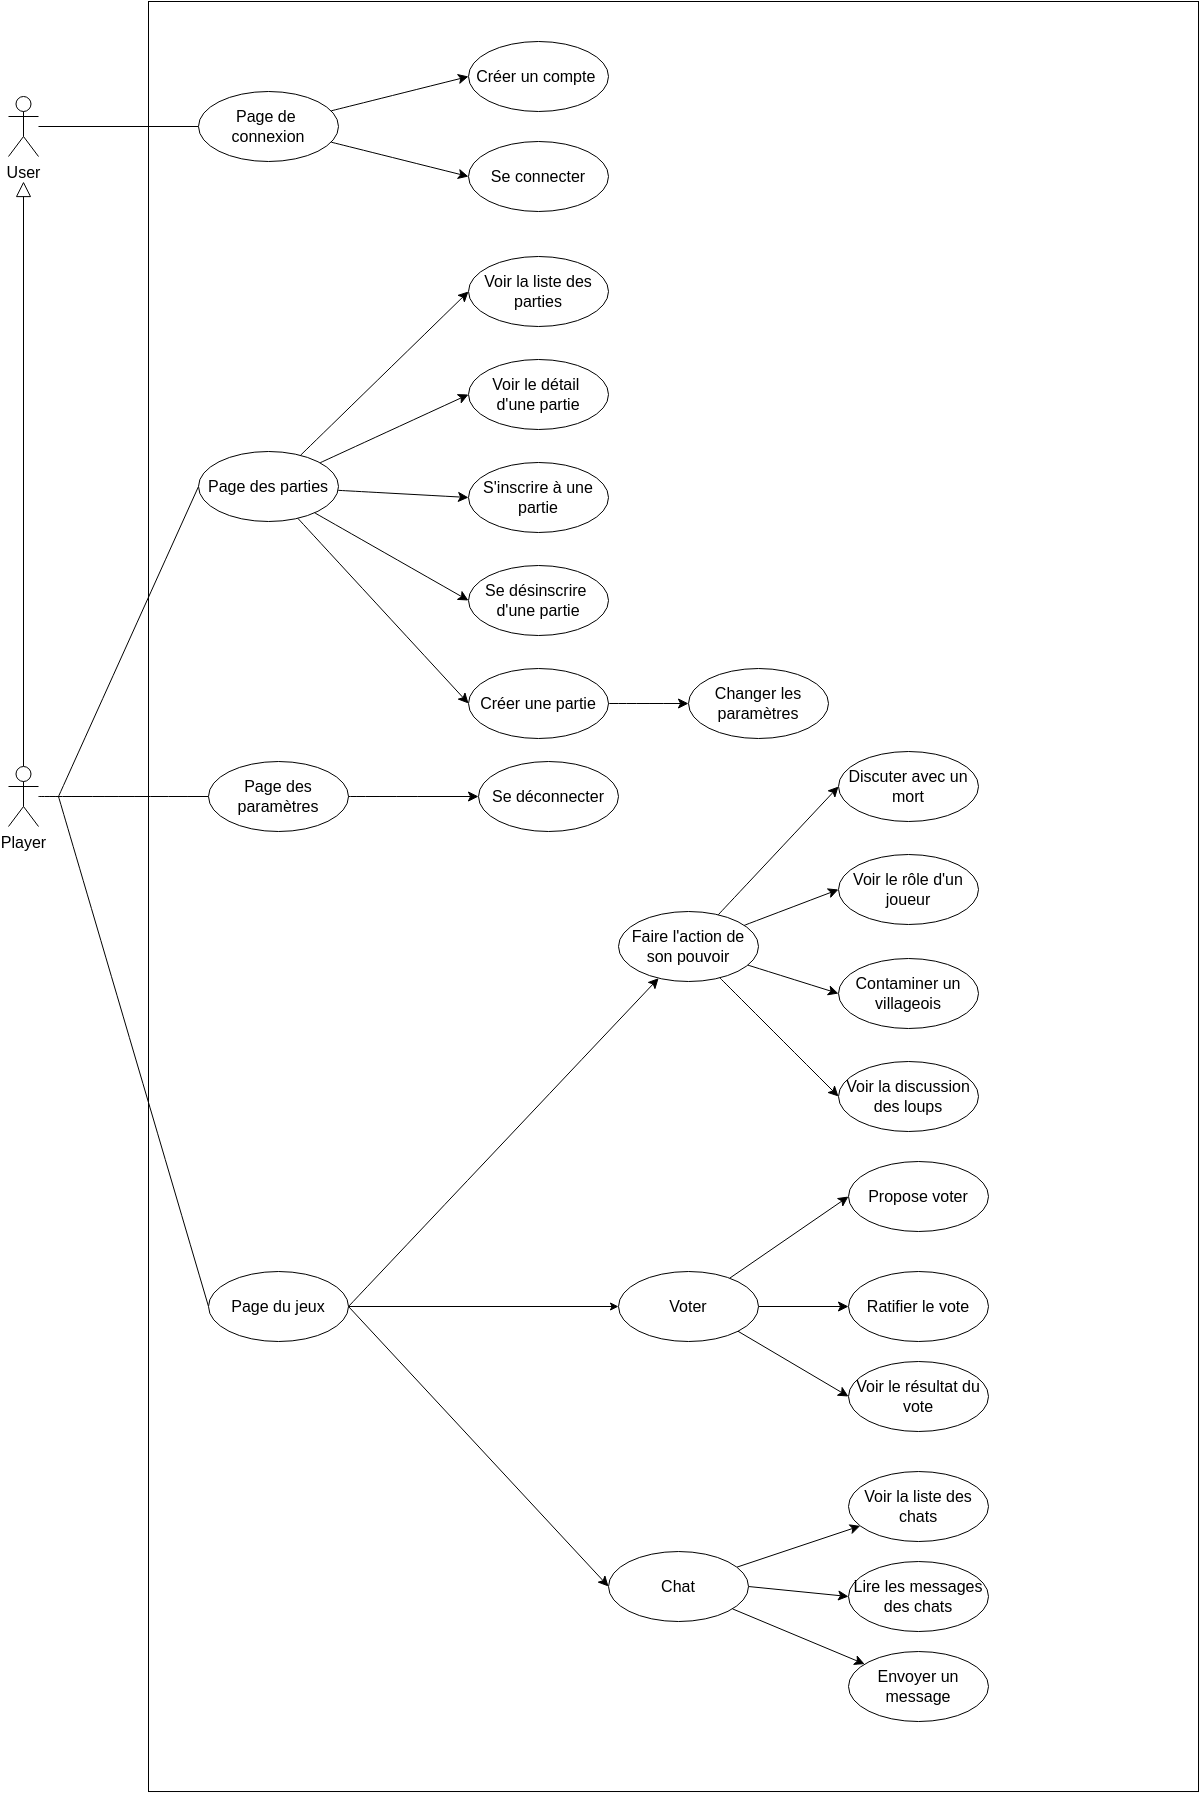 User
Page de
connexion
Créer un compte
Se connecter
Voir la liste des
parties
Voir le détail
d'une partie
Page des parties
S'inscrire à une
partie
Se désinscrire
d'une partie
Créer une partie
Changer les
paramètres
Player
Page des
paramètres
Se déconnecter
Discuter avec un
mort
Voir le rôle d'un
joueur
Faire l'action de
son pouvoir
Contaminer un
villageois
Voir la discussion
des loups
Propose voter
Page du jeux
Voter
Ratifier le vote
Voir le résultat du
vote
Voir la liste des
chats
Chat
Lire les messages
des chats
Envoyer un
message